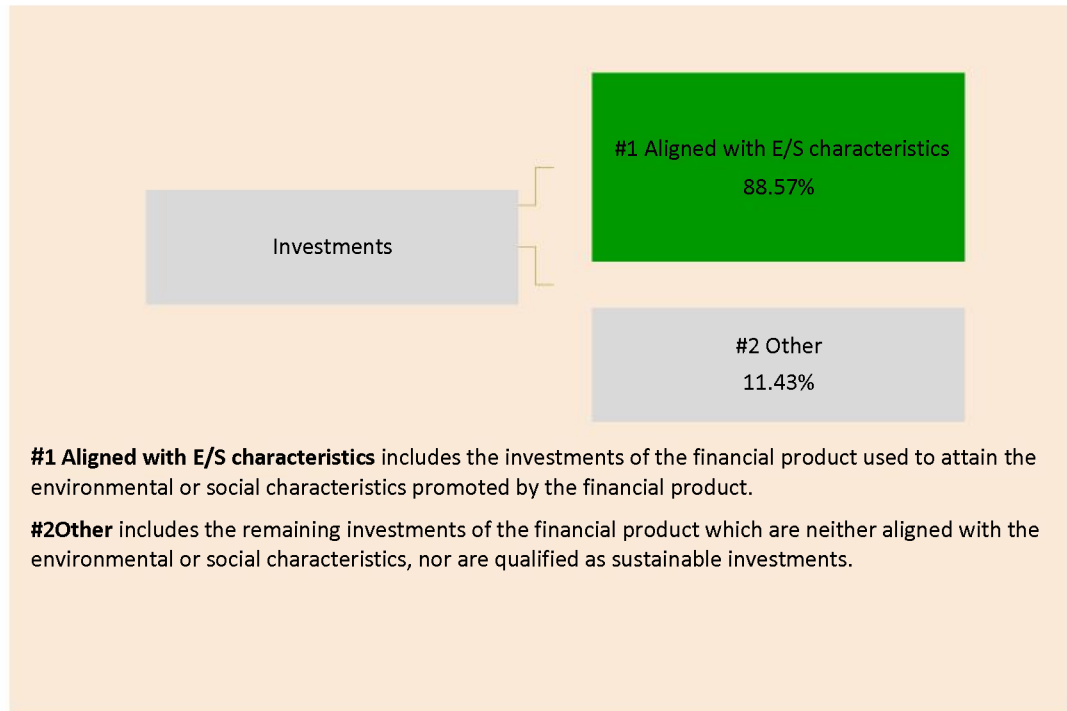 #1 Aligned with E/S characteristics
88.57%
Investments
#2 Other
11.43%
#1 Aligned with E/S characteristics includes the investments of the financial product used to attain the
environmental or social characteristics promoted by the financial product.
#2Other includes the remaining investments of the financial product which are neither aligned with the
environmental or social characteristics, nor are qualified as sustainable investments.